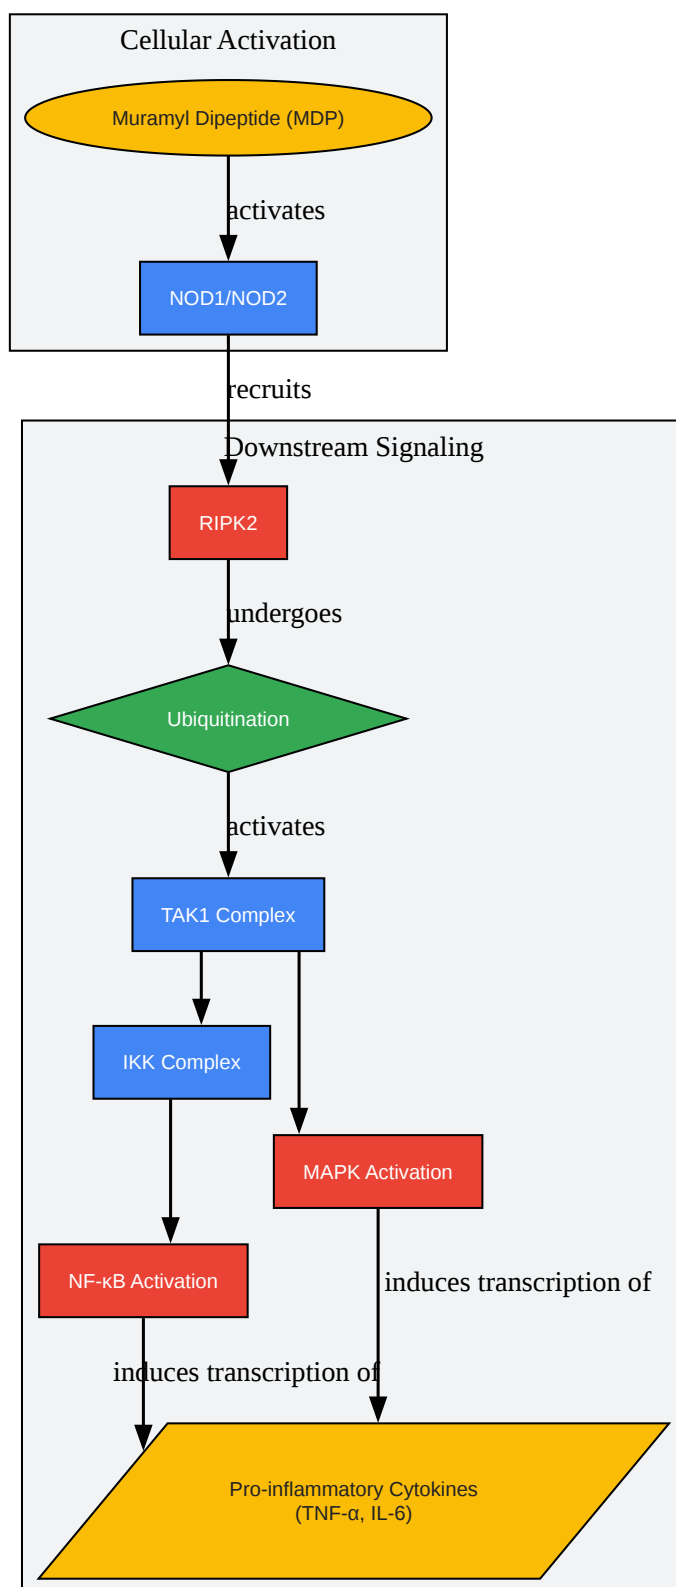 Cellular Activation
Muramyl Dipeptide (MDP)
activates
NOD1/NOD2
recruits
Downstream Signaling
RIPK2
undergoes
Ubiquitination
activates
TAK1 Complex
IKK Complex
MAPK Activation
NF-κB Activation
induces transcription of
induces transcription of
Pro-inflammatory Cytokines
(TNF-α, IL-6)